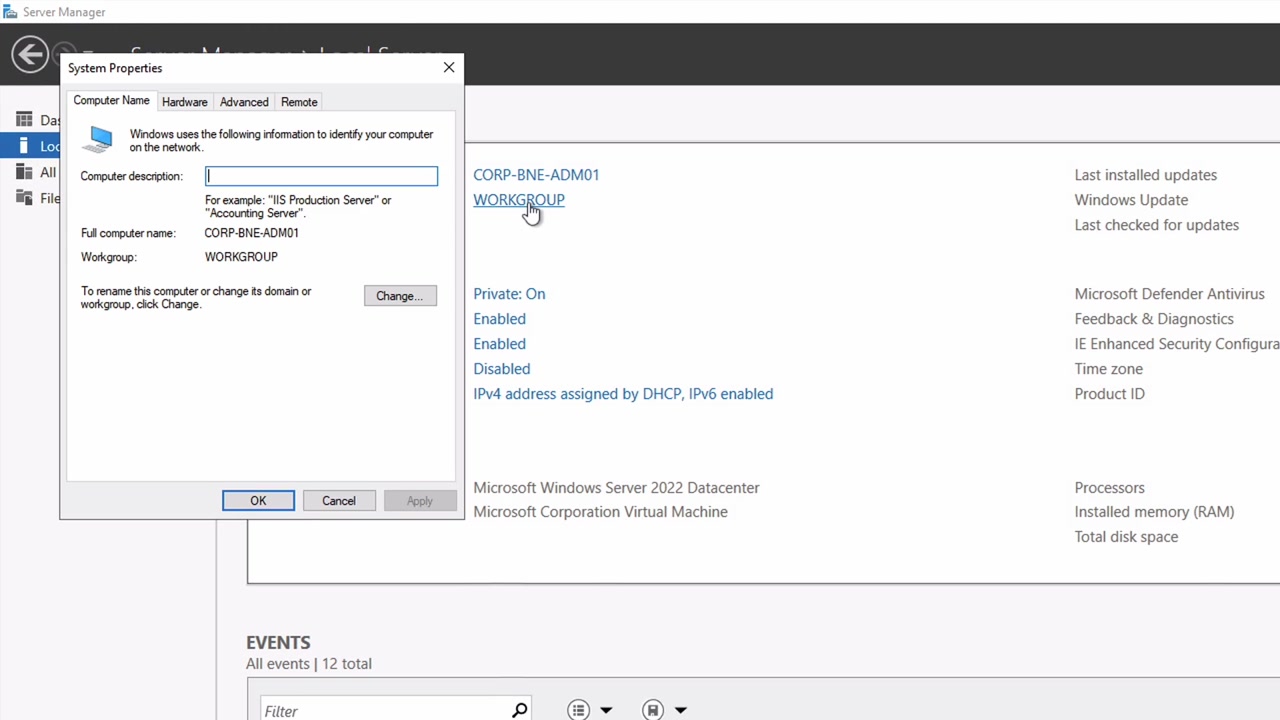 Server Manager
Server Manager › Local Server
System Properties
Computer Name
Hardware
Advanced
Remote
Windows uses the following information to identify your computer
on the network.
Computer description:
For example: "IIS Production Server" or
"Accounting Server".
Full computer name:
CORP-BNE-ADM01
Workgroup:
WORKGROUP
To rename this computer or change its domain or
workgroup, click Change.
Change...
OK
Cancel
Apply
Das
Loc
All
File
CORP-BNE-ADM01
WORKGROUP
Private: On
Enabled
Enabled
Disabled
IPv4 address assigned by DHCP, IPv6 enabled
Microsoft Windows Server 2022 Datacenter
Microsoft Corporation Virtual Machine
Last installed updates
Windows Update
Last checked for updates
Microsoft Defender Antivirus
Feedback & Diagnostics
IE Enhanced Security Configura
Time zone
Product ID
Processors
Installed memory (RAM)
Total disk space
EVENTS
All events | 12 total
Filter